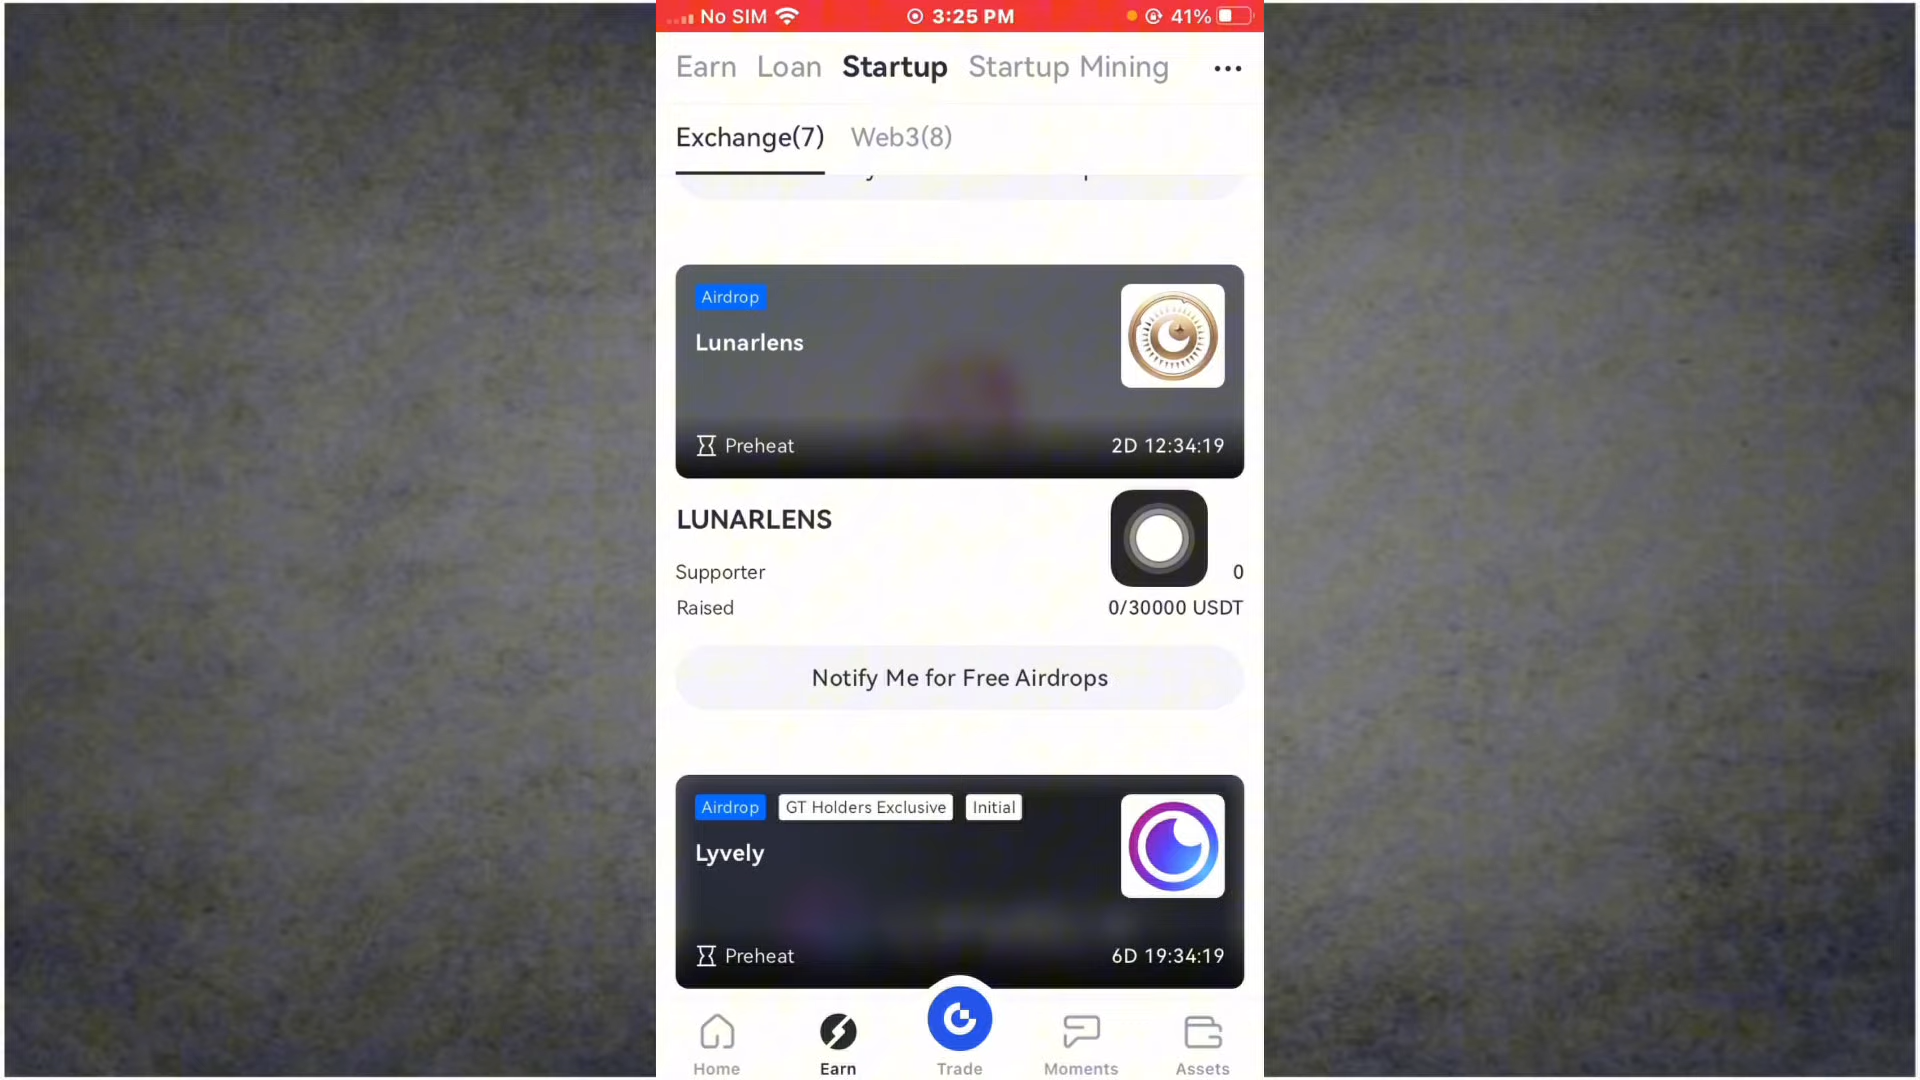 No SIM 3:25 PM 41%
Earn Loan Startup Startup Mining
Exchange(7) Web3(8)
Airdrop
Lunarlens
Preheat 2D 12:34:19
LUNARLENS
Supporter 0
Raised 0/30000 USDT
Notify Me for Free Airdrops
Airdrop GT Holders Exclusive Initial
Lyvely
Preheat 6D 19:34:19
Home Earn Trade Moments Assets